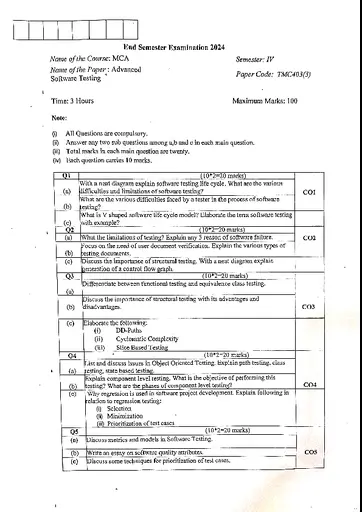 End Semester Examination 2024
Name of the Course: MCA
Semester: IV
Name of the Paper : Advanced
Software Testing
Paper Code: TMC403(3)
Time: 3 Hours
Maximum Marks: 100
Note:
(i) All Questions are compulsory.
(ii) Answer any two sub questions among a,b and c in each main question.
(iii) Total marks in each main question are twenty.
(iv) Each question carries 10 marks.
Q1 (10*2=20 marks)
With a neat diagram explain software testing life cycle. What are the various
(a) difficulties and limitations of software testing? CO1
What are the various difficulties faced by a tester in the process of software
(b) testing?
What is V shaped software life cycle model? Elaborate the term software testing
(c) with example?
Q2 (10*2=20 marks)
(a) What the limitations of testing? Explain any 5 reason of software failure. CO2
Focus on the need of user document verification. Explain the various types of
(b) testing documents.
(c) Discuss the importance of structural testing. With a neat diagram explain
generation of a control flow graph.
Q3 (10*2=20 marks)
Differentiate between functional testing and equivalence class testing.
(a)
Discuss the importance of structural testing with its advantages and
(b) disadvantages. CO3
(c) Elaborate the following:
(i) DD-Paths
(ii) Cyclomatic Complexity
(iii) Slice Based Testing
Q4 (10*2=20 marks)
List and discuss issues in Object Oriented Testing. Explain path testing, class
(a) testing, state based testing.
Explain component level testing. What is the objective of performing this
(b) testing? What are the phases of component level testing? CO4
(c) Why regression is used in software project development. Explain following in
relation to regression testing:
(i) Selection
(ii) Minimization
(iii) Prioritization of test cases
Q5 (10*2=20 marks)
(a) Discuss metrics and models in Software Testing.
(b) Write an essay on software quality attributes. CO5
(c) Discuss some techniques for prioritization of test cases.